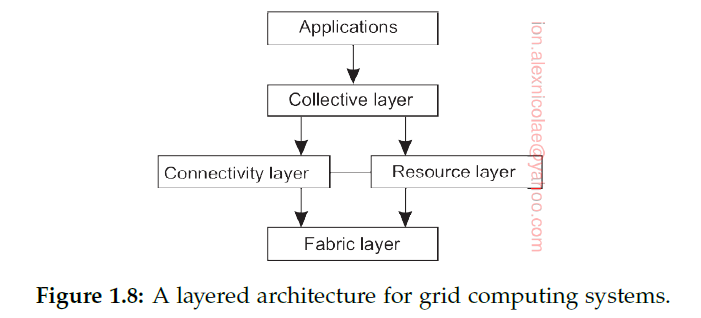 Applications
Collective layer
Connectivity layer
Resource layer
Fabric layer
ion.alexnicolae@yahoo.com
Figure 1.8: A layered architecture for grid computing systems.